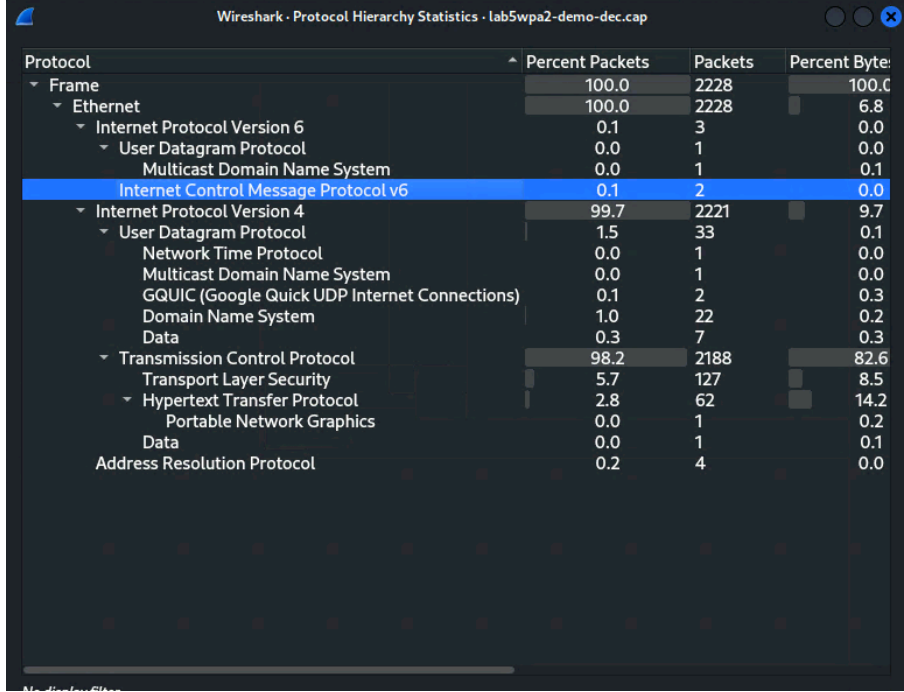 Wireshark · Protocol Hierarchy Statistics · lab5wpa2-demo-dec.cap
Protocol Percent Packets Packets Percent Bytes
Frame 100.0 2228 100.0
Ethernet 100.0 2228 6.8
Internet Protocol Version 6 0.1 3 0.0
User Datagram Protocol 0.0 1 0.0
Multicast Domain Name System 0.0 1 0.1
Internet Control Message Protocol v6 0.1 2 0.0
Internet Protocol Version 4 99.7 2221 9.7
User Datagram Protocol 1.5 33 0.1
Network Time Protocol 0.0 1 0.0
Multicast Domain Name System 0.0 1 0.0
GQUIC (Google Quick UDP Internet Connections) 0.1 2 0.3
Domain Name System 1.0 22 0.2
Data 0.3 7 0.3
Transmission Control Protocol 98.2 2188 82.6
Transport Layer Security 5.7 127 8.5
Hypertext Transfer Protocol 2.8 62 14.2
Portable Network Graphics 0.0 1 0.2
Data 0.0 1 0.1
Address Resolution Protocol 0.2 4 0.0
No display filter